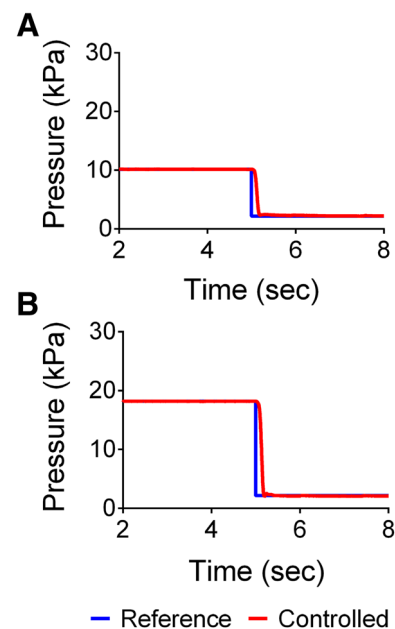 A
Pressure (kPa)
30
20
10
0
2 4 6 8
Time (sec)
B
Pressure (kPa)
30
20
10
0
2 4 6 8
Time (sec)
Reference Controlled